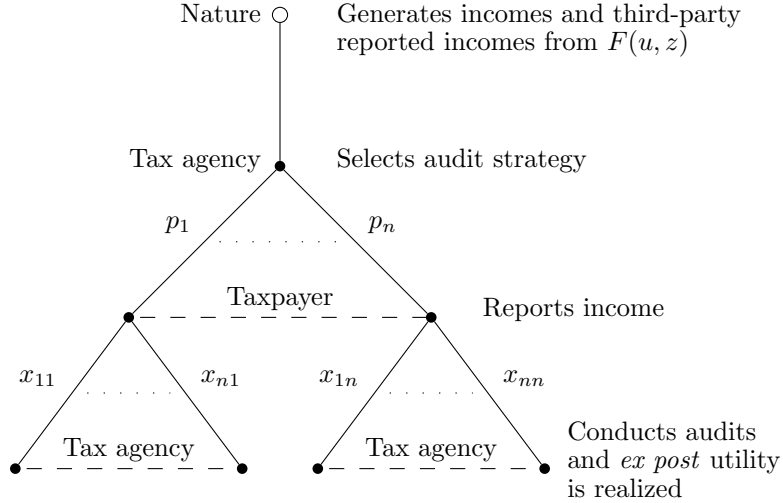 Nature
Generates incomes and third-party
reported incomes from F(u, z)
Tax agency
Selects audit strategy
p₁
pₙ
Taxpayer
Reports income
x₁₁
xₙ₁
x₁ₙ
xₙₙ
Tax agency
Tax agency
Conducts audits
and ex post utility
is realized